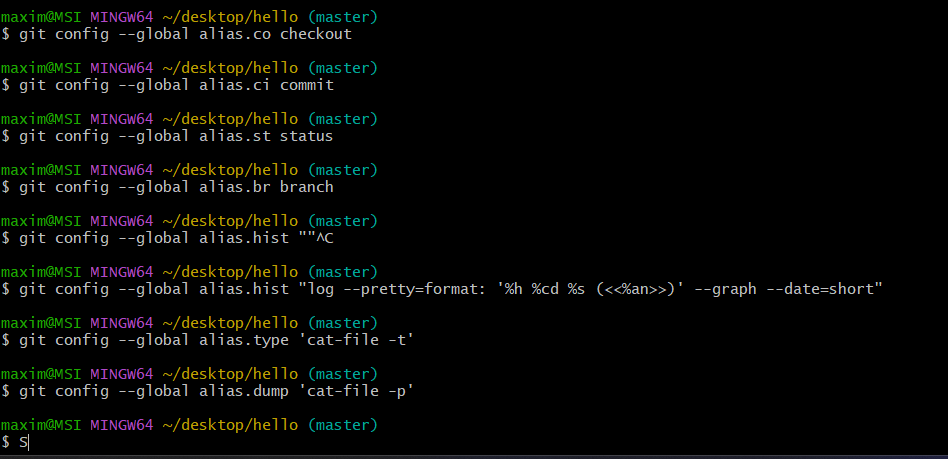 maxim@MSI MINGW64 ~/desktop/hello (master)
$ git config --global alias.co checkout
maxim@MSI MINGW64 ~/desktop/hello (master)
$ git config --global alias.ci commit
maxim@MSI MINGW64 ~/desktop/hello (master)
$ git config --global alias.st status
maxim@MSI MINGW64 ~/desktop/hello (master)
$ git config --global alias.br branch
maxim@MSI MINGW64 ~/desktop/hello (master)
$ git config --global alias.hist ""^C
maxim@MSI MINGW64 ~/desktop/hello (master)
$ git config --global alias.hist "log --pretty=format: '%h %cd %s (<<%an>>)' --graph --date=short"
maxim@MSI MINGW64 ~/desktop/hello (master)
$ git config --global alias.type 'cat-file -t'
maxim@MSI MINGW64 ~/desktop/hello (master)
$ git config --global alias.dump 'cat-file -p'
maxim@MSI MINGW64 ~/desktop/hello (master)
$ S